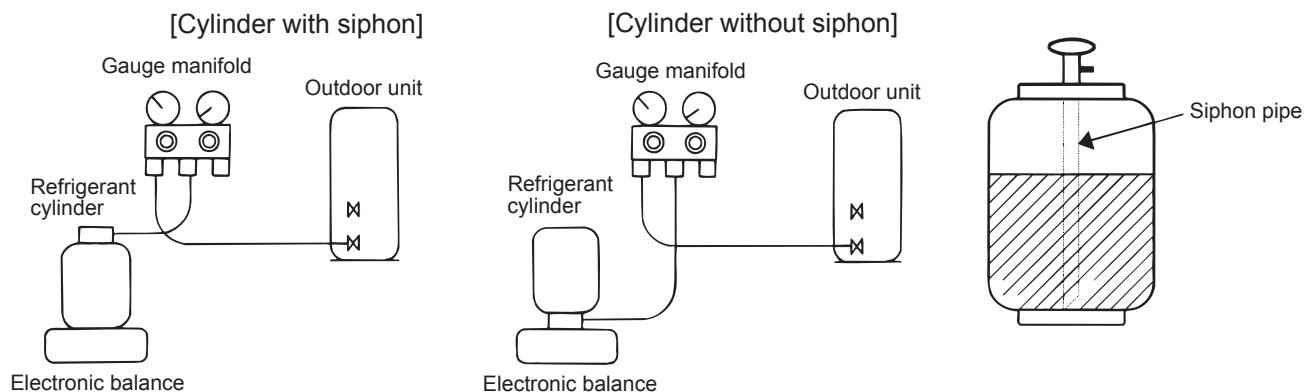 [Cylinder with siphon]
Gauge manifold
Outdoor unit
Refrigerant
cylinder
Electronic balance
[Cylinder without siphon]
Gauge manifold
Outdoor unit
Refrigerant
cylinder
Electronic balance
Siphon pipe